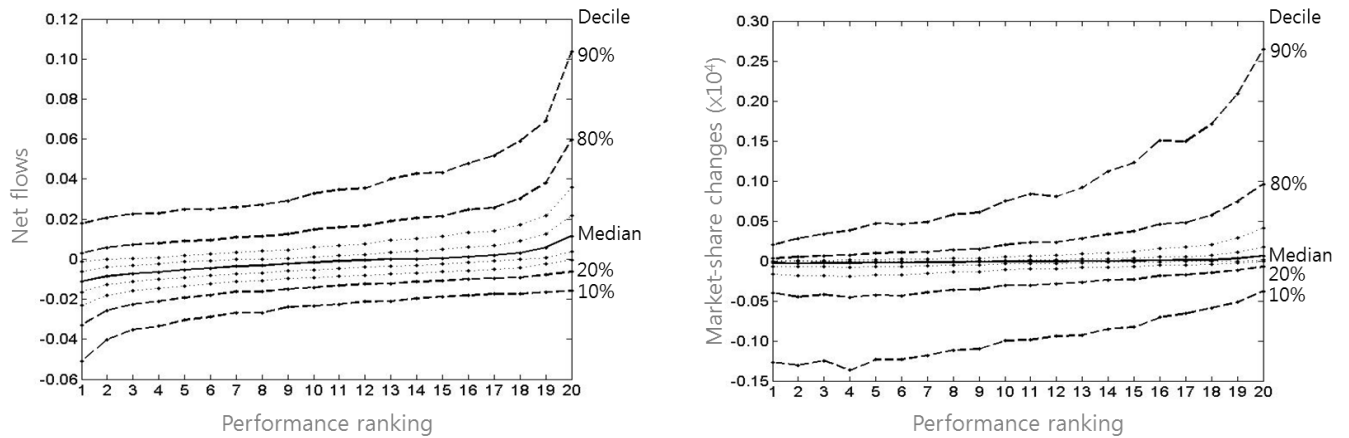 Decile
0.12
0.10
0.08
0.06
0.04
0.02
0
-0.02
-0.04
-0.06
Net flows
90%
80%
Median
20%
10%
1 2 3 4 5 6 7 8 9 10 11 12 13 14 15 16 17 18 19 20
Performance ranking
Decile
0.30
0.25
0.20
0.15
0.10
0.05
0
-0.05
-0.10
-0.15
Market-share changes (x10⁴)
90%
80%
Median
20%
10%
1 2 3 4 5 6 7 8 9 10 11 12 13 14 15 16 17 18 19 20
Performance ranking